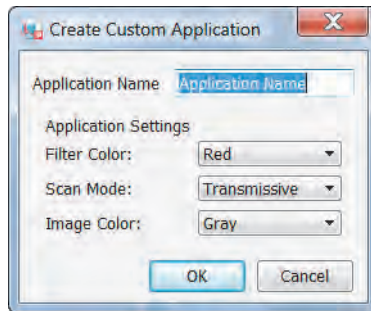 Create Custom Application
Application Name Application Name
Application Settings
Filter Color: Red
Scan Mode: Transmissive
Image Color: Gray
OK Cancel